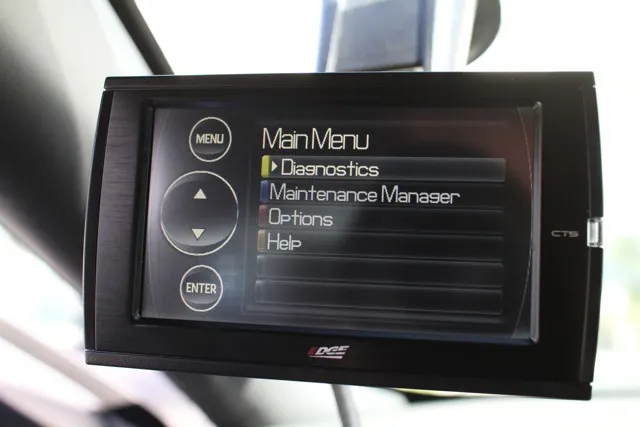 MENU
Main Menu
Diagnostics
Maintenance Manager
Options
Help
ENTER
CTS
EDGE